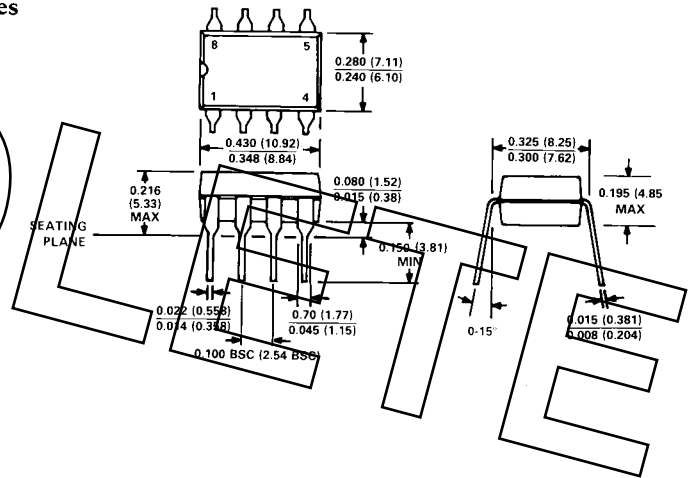 es
8 5
0.280 (7.11)
0.240 (6.10)
1 4
0.430 (10.92)
0.348 (8.84)
0.325 (8.25)
0.300 (7.62)
0.216
(5.33)
MAX
0.080 (1.52)
0.015 (0.38)
0.195 (4.85
MAX
SEATING
PLANE
0.150 (3.81)
MIN
0.022 (0.558)
0.014 (0.358)
0.70 (1.77)
0.045 (1.15)
0-15°
0.015 (0.381)
0.008 (0.204)
0.100 BSC (2.54 BSC)
LETE